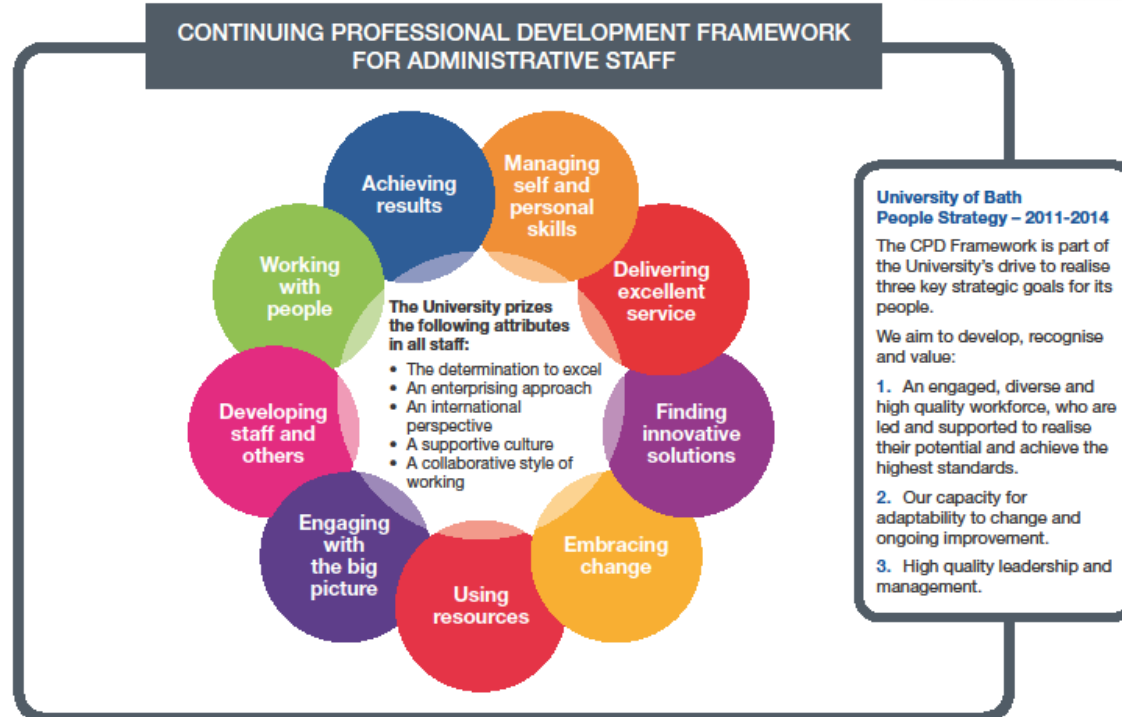 CONTINUING PROFESSIONAL DEVELOPMENT FRAMEWORK
FOR ADMINISTRATIVE STAFF
Achieving
results
Managing
self and
personal
skills
Delivering
excellent
service
Finding
innovative
solutions
Embracing
change
Using
resources
Engaging
with
the big
picture
Developing
staff and
others
Working
with
people
The University prizes
the following attributes
in all staff:
• The determination to excel
• An enterprising approach
• An international
perspective
• A supportive culture
• A collaborative style of
working
University of Bath
People Strategy – 2011-2014
The CPD Framework is part of
the University's drive to realise
three key strategic goals for its
people.
We aim to develop, recognise
and value:
1. An engaged, diverse and
high quality workforce, who are
led and supported to realise
their potential and achieve the
highest standards.
2. Our capacity for
adaptability to change and
ongoing improvement.
3. High quality leadership and
management.